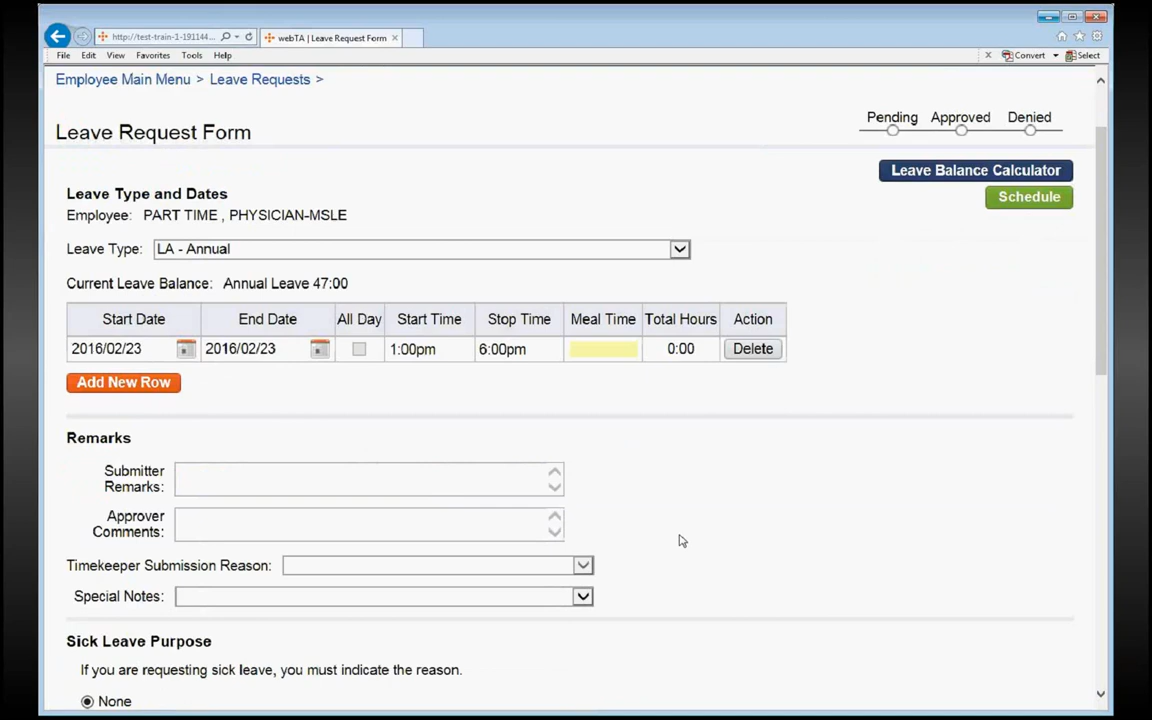 http://test-train-1-191144...
webTA | Leave Request Form
File Edit View Favorites Tools Help
Convert Select
Employee Main Menu > Leave Requests >
Pending Approved Denied
Leave Request Form
Leave Balance Calculator
Schedule
Leave Type and Dates
Employee: PART TIME , PHYSICIAN-MSLE
Leave Type: LA - Annual
Current Leave Balance: Annual Leave 47:00
Start Date End Date All Day Start Time Stop Time Meal Time Total Hours Action
2016/02/23 2016/02/23 1:00pm 6:00pm 0:00 Delete
Add New Row
Remarks
Submitter
Remarks:
Approver
Comments:
Timekeeper Submission Reason:
Special Notes:
Sick Leave Purpose
If you are requesting sick leave, you must indicate the reason.
None